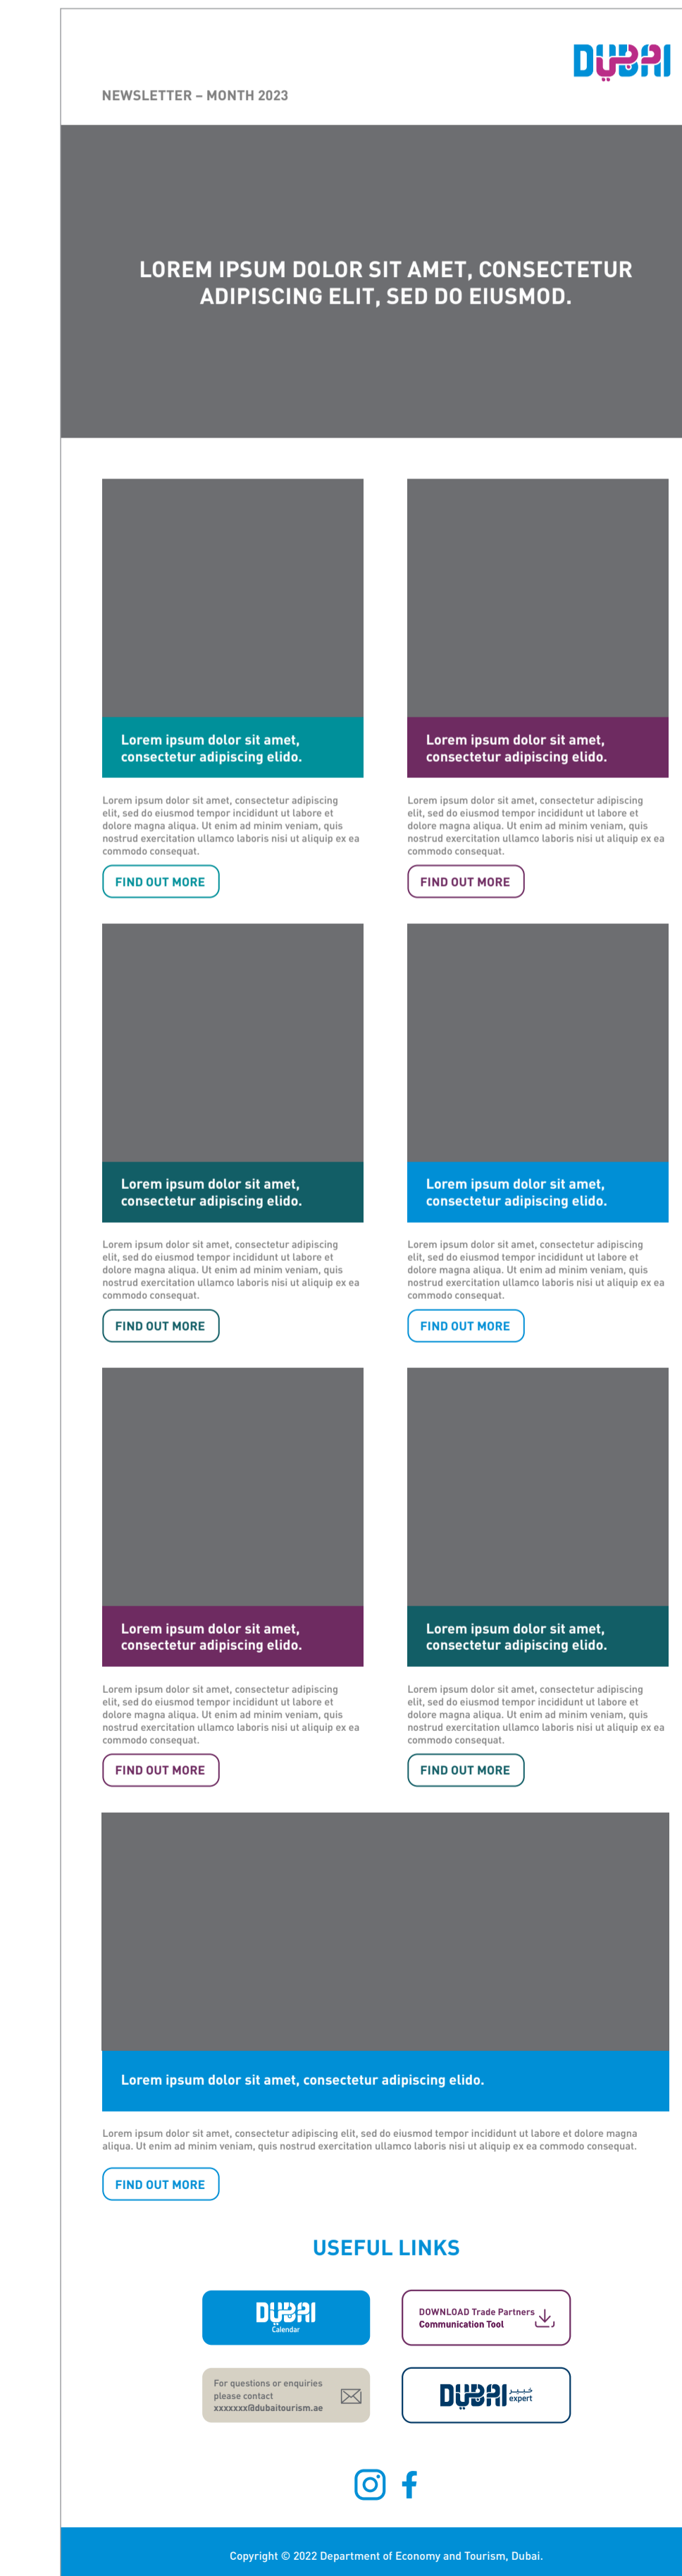 DUBAI
NEWSLETTER – MONTH 2023
LOREM IPSUM DOLOR SIT AMET, CONSECTETUR
ADIPISCING ELIT, SED DO EIUSMOD.
Lorem ipsum dolor sit amet,
consectetur adipiscing elido.
Lorem ipsum dolor sit amet, consectetur adipiscing
elit, sed do eiusmod tempor incididunt ut labore et
dolore magna aliqua. Ut enim ad minim veniam, quis
nostrud exercitation ullamco laboris nisi ut aliquip ex ea
commodo consequat.
FIND OUT MORE
Lorem ipsum dolor sit amet,
consectetur adipiscing elido.
Lorem ipsum dolor sit amet, consectetur adipiscing
elit, sed do eiusmod tempor incididunt ut labore et
dolore magna aliqua. Ut enim ad minim veniam, quis
nostrud exercitation ullamco laboris nisi ut aliquip ex ea
commodo consequat.
FIND OUT MORE
Lorem ipsum dolor sit amet,
consectetur adipiscing elido.
Lorem ipsum dolor sit amet, consectetur adipiscing
elit, sed do eiusmod tempor incididunt ut labore et
dolore magna aliqua. Ut enim ad minim veniam, quis
nostrud exercitation ullamco laboris nisi ut aliquip ex ea
commodo consequat.
FIND OUT MORE
Lorem ipsum dolor sit amet,
consectetur adipiscing elido.
Lorem ipsum dolor sit amet, consectetur adipiscing
elit, sed do eiusmod tempor incididunt ut labore et
dolore magna aliqua. Ut enim ad minim veniam, quis
nostrud exercitation ullamco laboris nisi ut aliquip ex ea
commodo consequat.
FIND OUT MORE
Lorem ipsum dolor sit amet,
consectetur adipiscing elido.
Lorem ipsum dolor sit amet, consectetur adipiscing
elit, sed do eiusmod tempor incididunt ut labore et
dolore magna aliqua. Ut enim ad minim veniam, quis
nostrud exercitation ullamco laboris nisi ut aliquip ex ea
commodo consequat.
FIND OUT MORE
Lorem ipsum dolor sit amet,
consectetur adipiscing elido.
Lorem ipsum dolor sit amet, consectetur adipiscing
elit, sed do eiusmod tempor incididunt ut labore et
dolore magna aliqua. Ut enim ad minim veniam, quis
nostrud exercitation ullamco laboris nisi ut aliquip ex ea
commodo consequat.
FIND OUT MORE
Lorem ipsum dolor sit amet, consectetur adipiscing elido.
Lorem ipsum dolor sit amet, consectetur adipiscing elit, sed do eiusmod tempor incididunt ut labore et dolore magna
aliqua. Ut enim ad minim veniam, quis nostrud exercitation ullamco laboris nisi ut aliquip ex ea commodo consequat.
FIND OUT MORE
USEFUL LINKS
DUBAI
Calendar
DOWNLOAD Trade Partners
Communication Tool
For questions or enquiries
please contact
xxxxxxx@dubaitourism.ae
DUBAI خبير
expert
Copyright © 2022 Department of Economy and Tourism, Dubai.